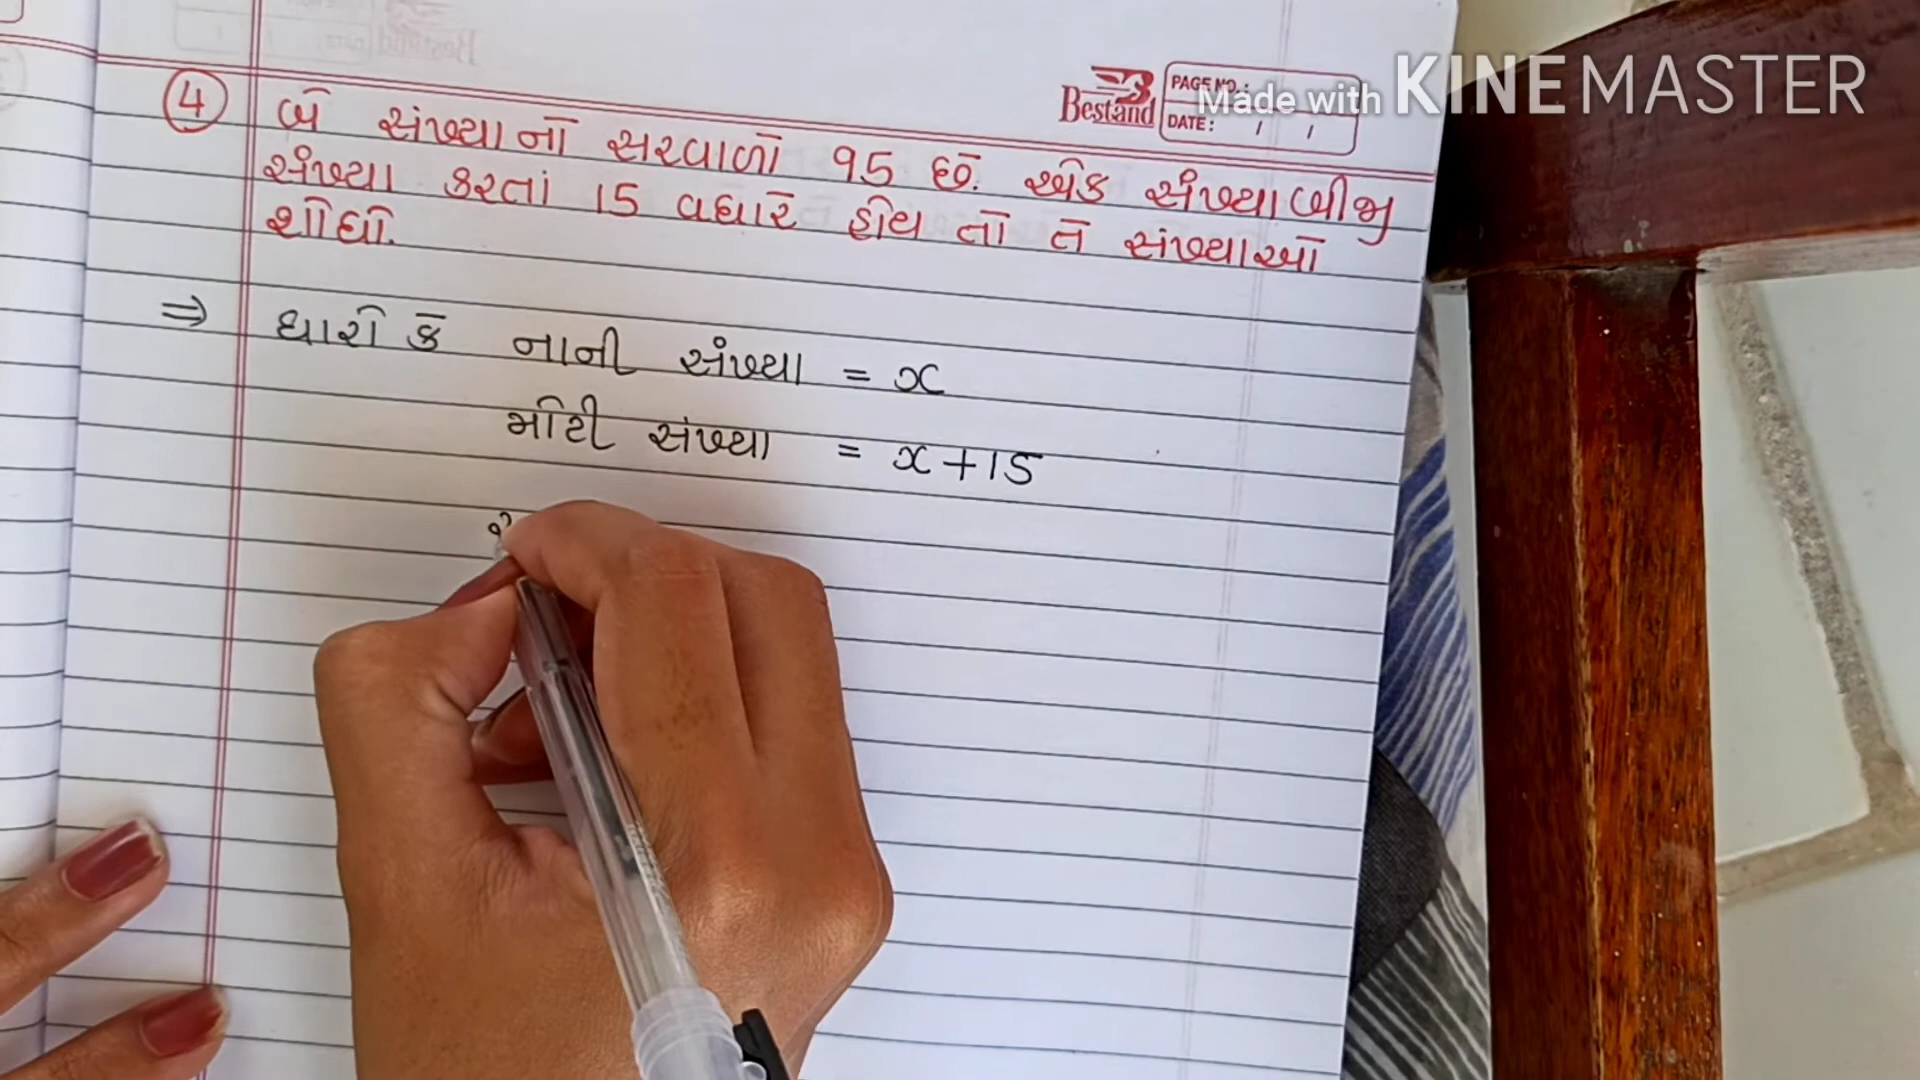 Bestand
PAGE NO.:
DATE: / /
Made with KINEMASTER
④ બે સંખ્યાનો સરવાળો 95 છે. એક સંખ્યા બીજી
સંખ્યા કરતાં 15 વધારે હોય તો તે સંખ્યાઓ
શોધો.
⇒ ધારો કે નાની સંખ્યા = x
મોટી સંખ્યા = x+15